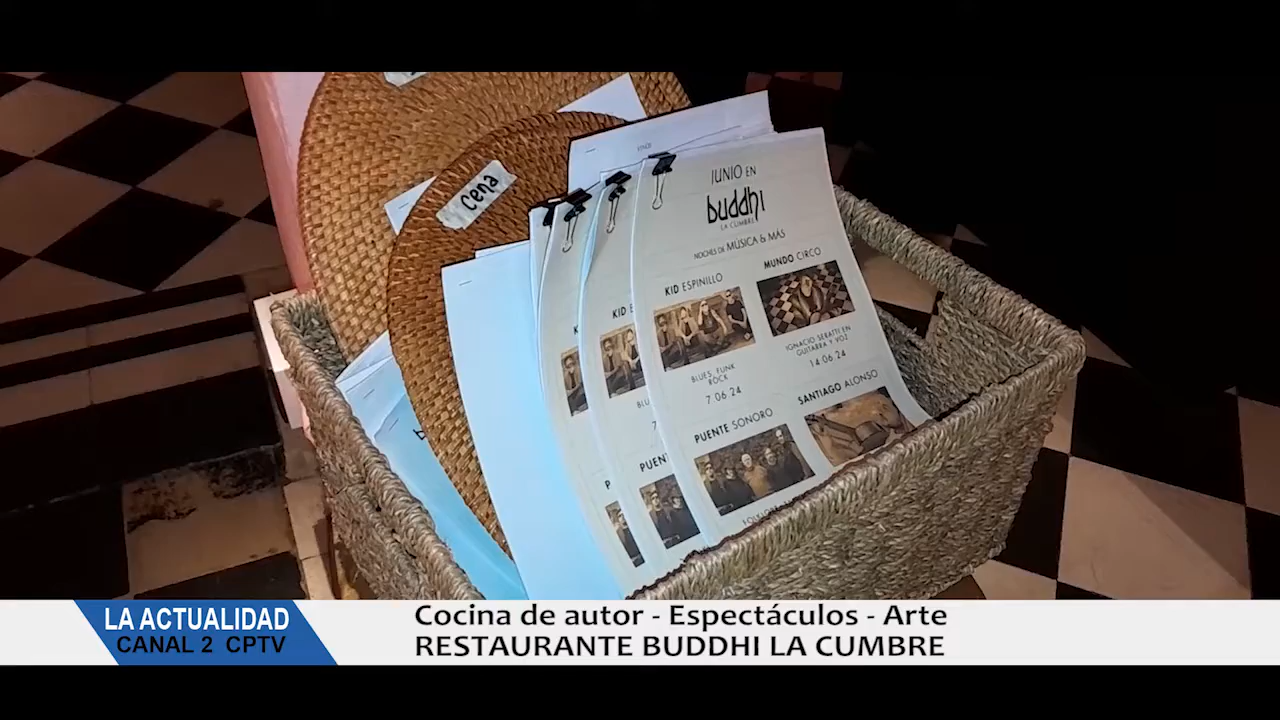 cena
JUNIO EN
buddhi
LA CUMBRE
NOCHES DE MÚSICA & MÁS
KID ESPINILLO
MUNDO CIRCO
BLUES, FUNK
ROCK
7.06.24
IGNACIO SERATTI EN
GUITARRA Y VOZ
14.06.24
PUENTE SONORO
SANTIAGO ALONSO
LA ACTUALIDAD
CANAL 2 CPTV
Cocina de autor - Espectáculos - Arte
RESTAURANTE BUDDHI LA CUMBRE